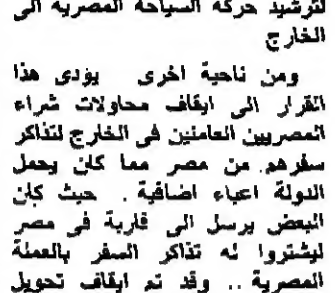 لترشيد حركة السياحة المصرية الى
الخارج
ومن ناحية اخرى يؤدى هذا
القرار الى ايقاف محاولات شراء
المصريين العاملين فى الخارج لتذاكر
سفرهم من مصر مما كان يحمل
الدولة اعباء اضافية . حيث كان
البعض يرسل الى قاربة فى مصر
ليشتروا له تذاكر السفر بالعملة
المصرية .. وقد تم ايقاف تحويل